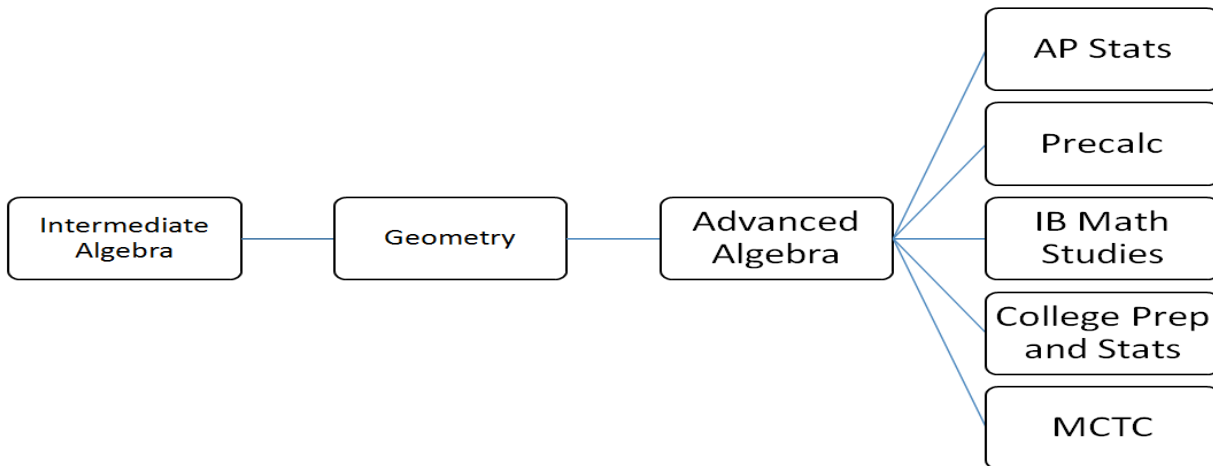 Intermediate
Algebra
Geometry
Advanced
Algebra
AP Stats
Precalc
IB Math
Studies
College Prep
and Stats
MCTC